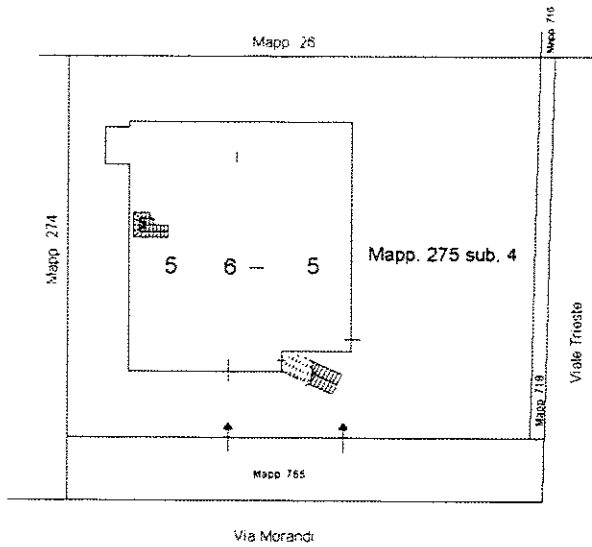 Mapp. 716
Mapp. 26
Mapp. 274
5 6 – 5
Mapp. 275 sub. 4
Viale Trieste
Mapp. 719
Mapp. 765
Via Morandi